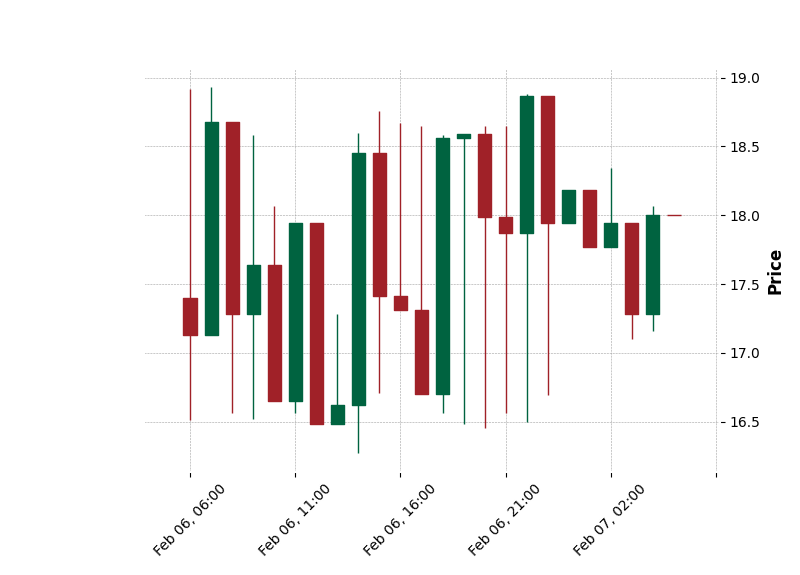 19.0
18.5
18.0
17.5
17.0
16.5
Price
Feb 06, 06:00
Feb 06, 11:00
Feb 06, 16:00
Feb 06, 21:00
Feb 07, 02:00